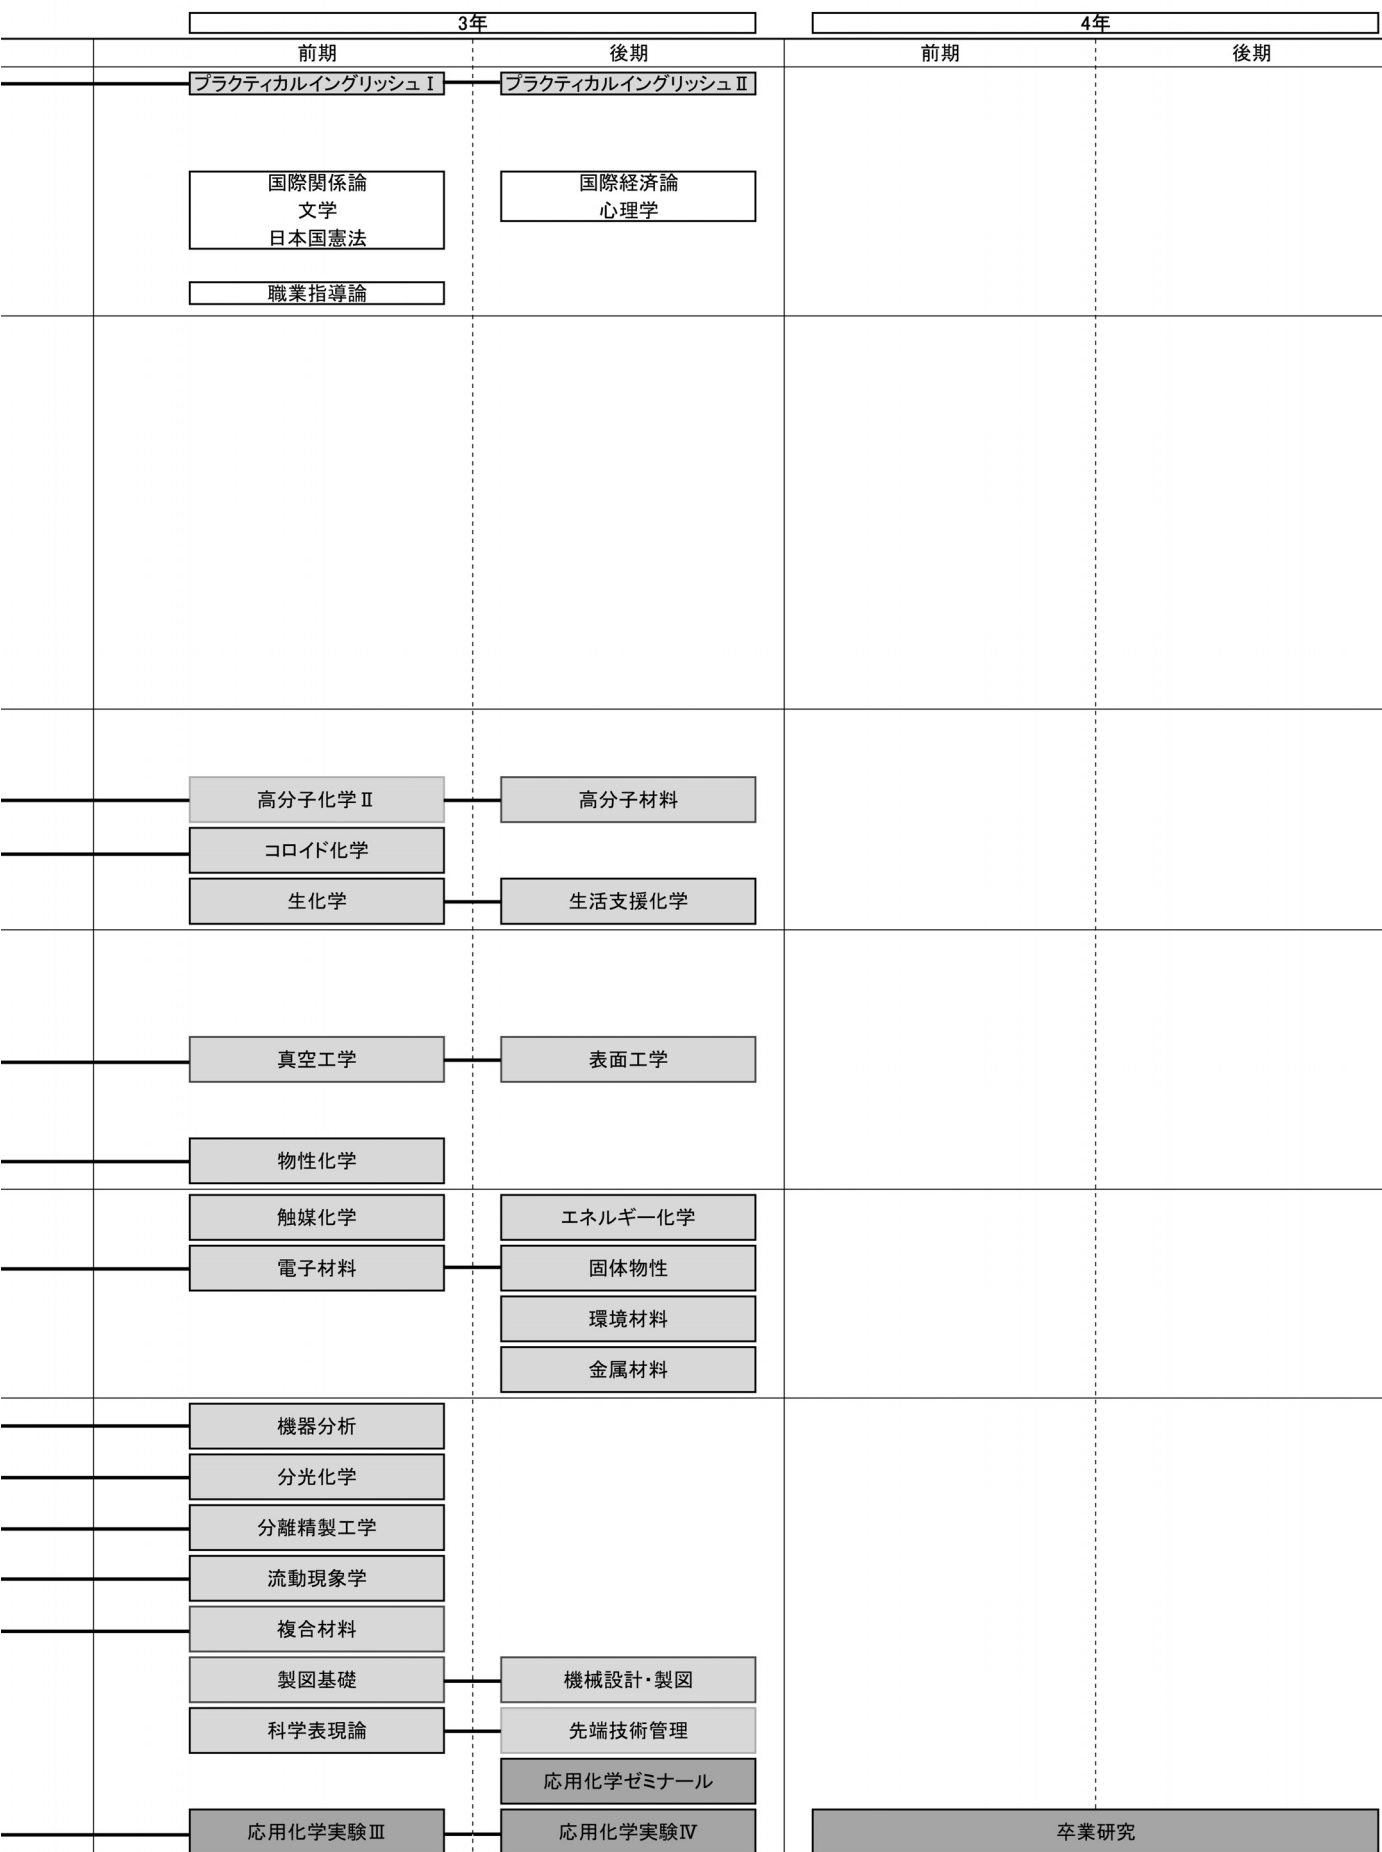 3年
4年
前期
後期
前期
後期
プラクティカルイングリッシュⅠ
プラクティカルイングリッシュⅡ
国際関係論
文学
日本国憲法
国際経済論
心理学
職業指導論
高分子化学Ⅱ
高分子材料
コロイド化学
生化学
生活支援化学
真空工学
表面工学
物性化学
触媒化学
エネルギー化学
電子材料
固体物性
環境材料
金属材料
機器分析
分光化学
分離精製工学
流動現象学
複合材料
製図基礎
機械設計・製図
科学表現論
先端技術管理
応用化学ゼミナール
応用化学実験Ⅲ
応用化学実験Ⅳ
卒業研究